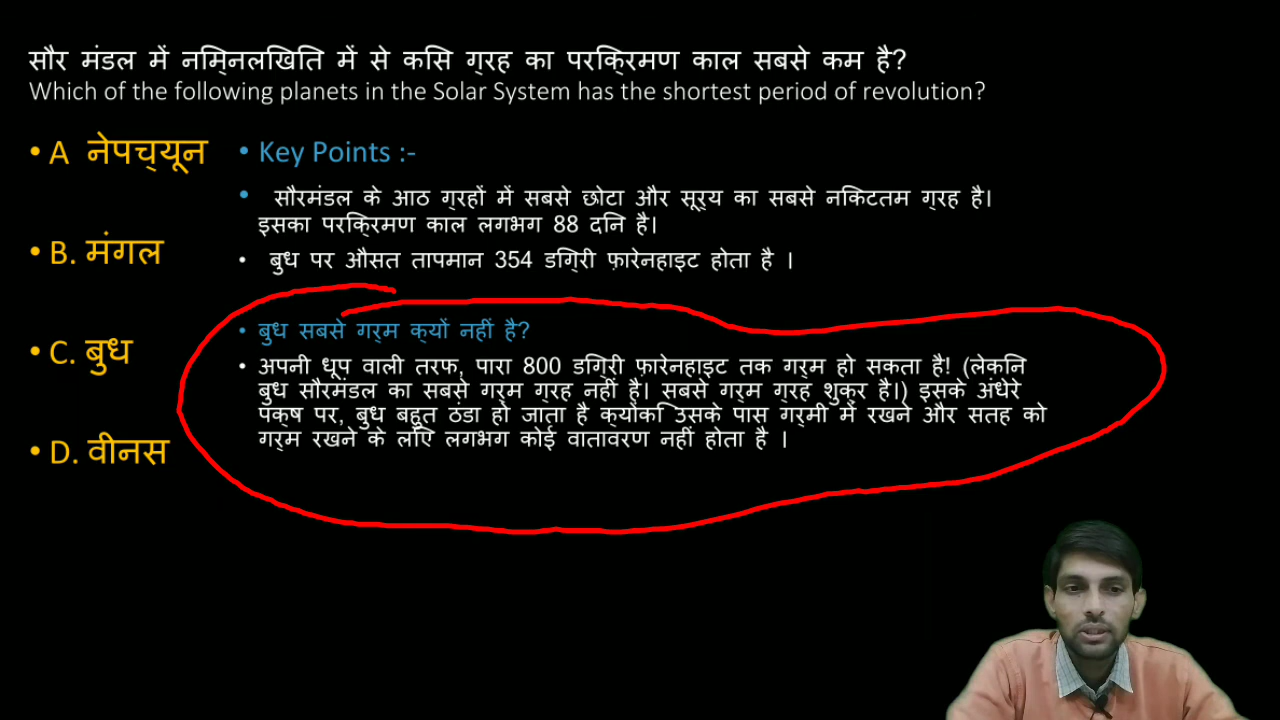 सौर मंडल में निम्नलिखित में से किस ग्रह का परिक्रमण काल सबसे कम है?
Which of the following planets in the Solar System has the shortest period of revolution?
• A नेपच्यून
• B. मंगल
• C. बुध
• D. वीनस
• Key Points :-
• सौरमंडल के आठ ग्रहों में सबसे छोटा और सूर्य का सबसे निकटतम ग्रह है।
इसका परिक्रमण काल लगभग 88 दिन है।
• बुध पर औसत तापमान 354 डिग्री फ़ारेनहाइट होता है ।
• बुध सबसे गर्म क्यों नहीं है?
• अपनी धूप वाली तरफ, पारा 800 डिग्री फ़ारेनहाइट तक गर्म हो सकता है! (लेकिन
बुध सौरमंडल का सबसे गर्म ग्रह नहीं है। सबसे गर्म ग्रह शुक्र है।) इसके अंधेरे
पक्ष पर, बुध बहुत ठंडा हो जाता है क्योंकि उसके पास गर्मी में रखने और सतह को
गर्म रखने के लिए लगभग कोई वातावरण नहीं होता है ।